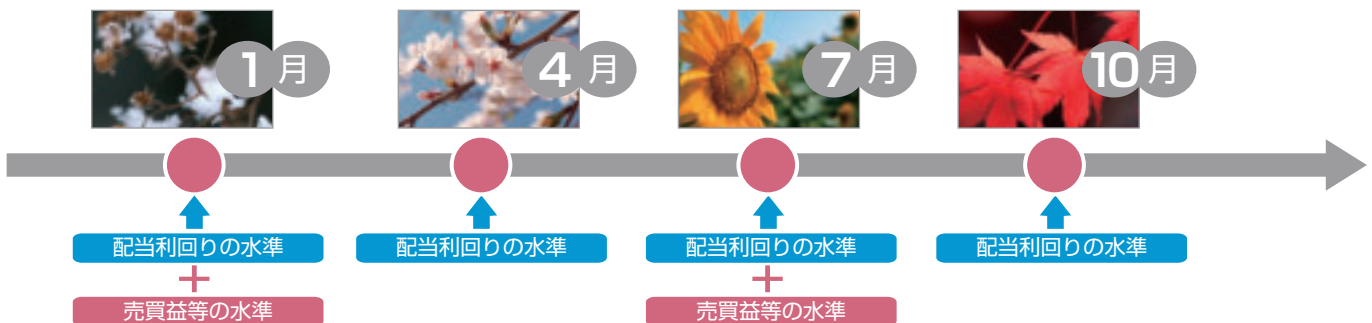 1月
4月
7月
10月
配当利回りの水準
配当利回りの水準
配当利回りの水準
配当利回りの水準
+
+
売買益等の水準
売買益等の水準